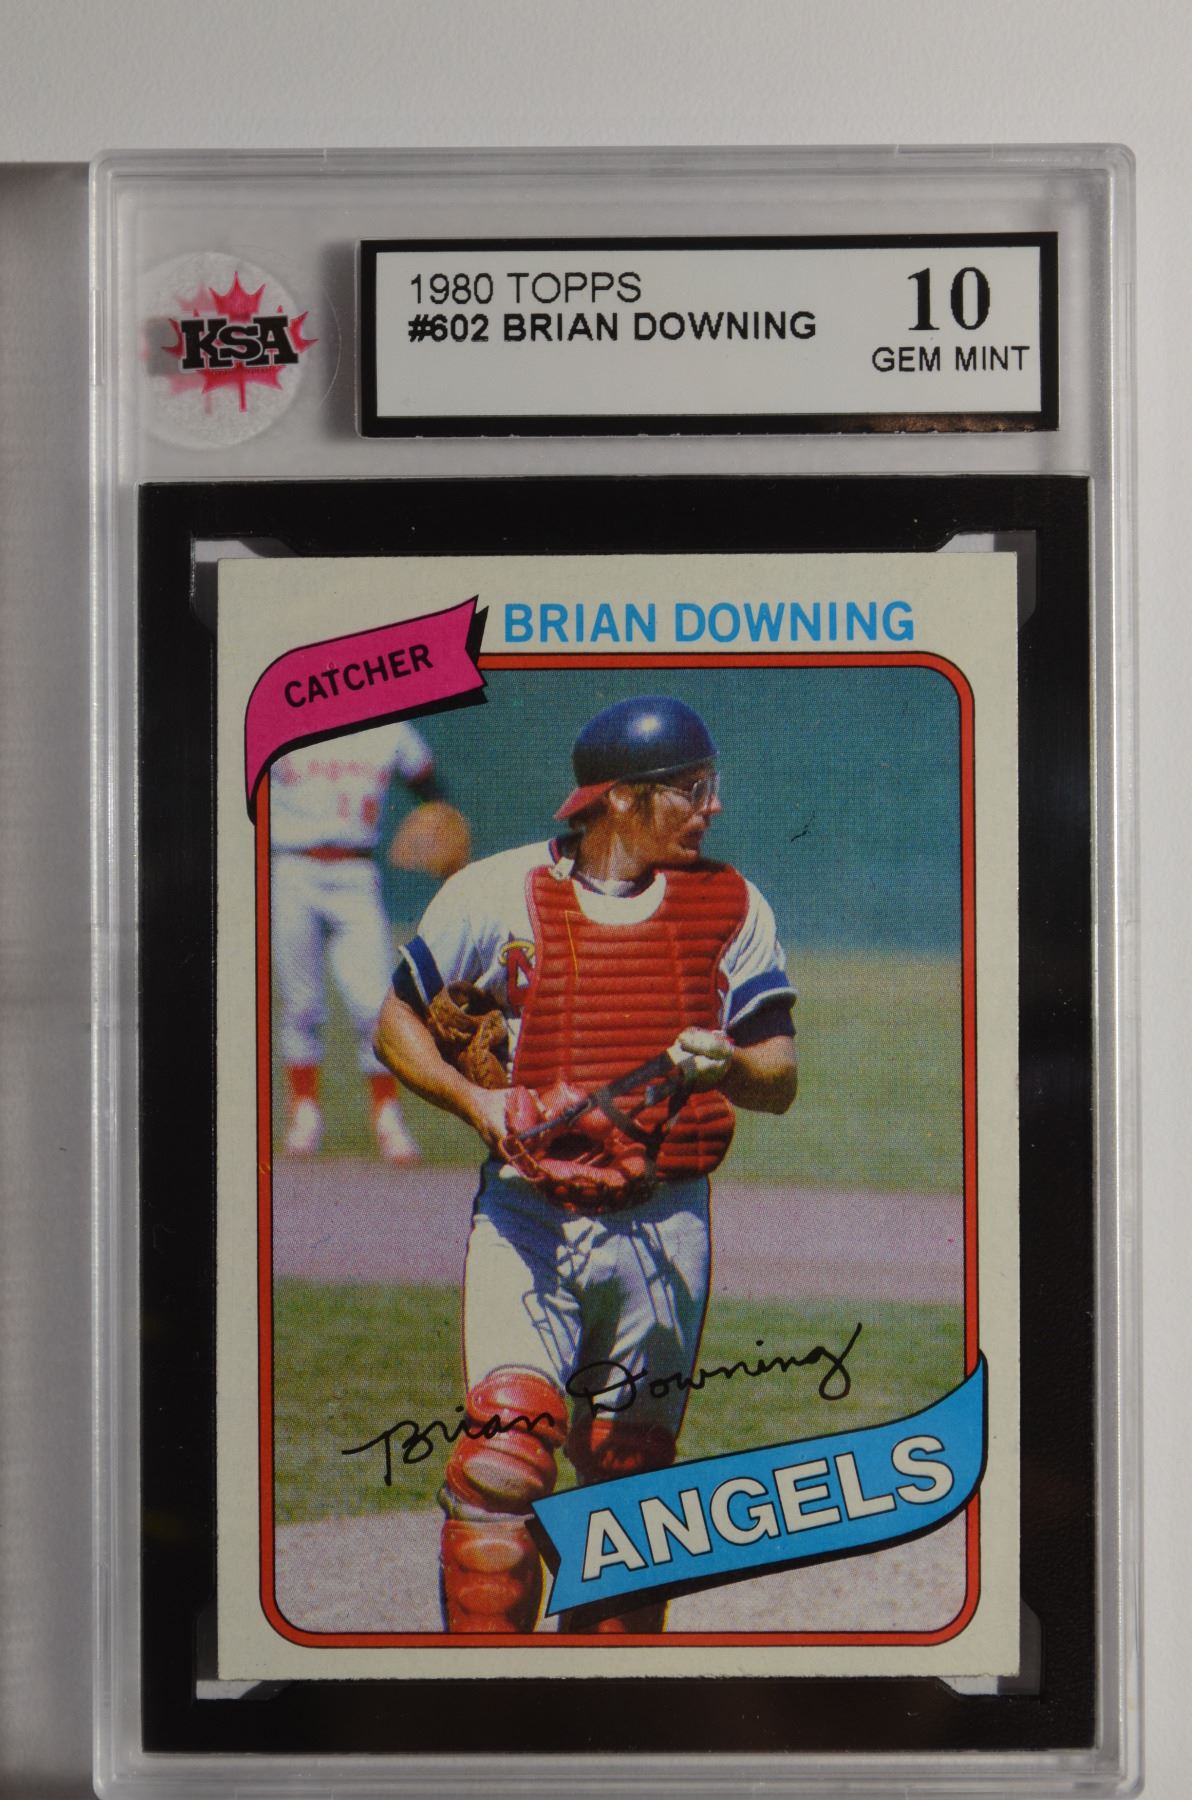 KSA
1980 TOPPS
#602 BRIAN DOWNING
10
GEM MINT
BRIAN DOWNING
CATCHER
Brian Downing
ANGELS